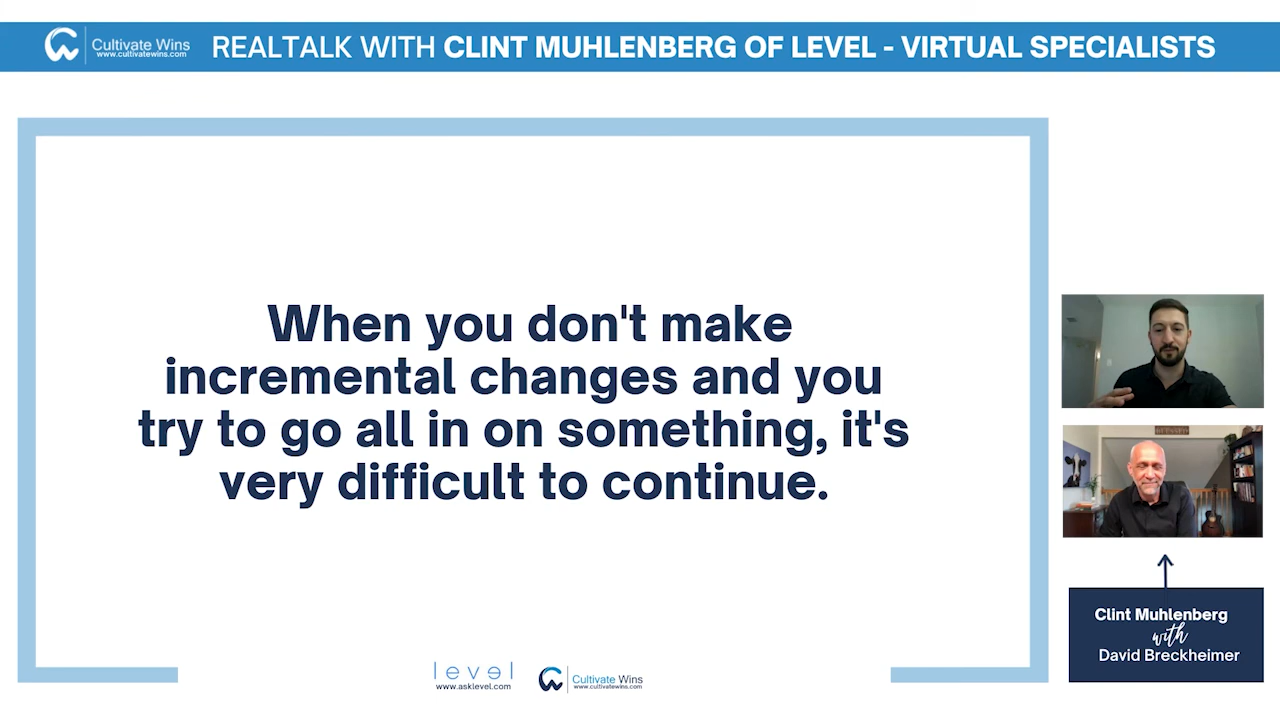 Cultivate Wins
www.cultivatewins.com
REALTALK WITH CLINT MUHLENBERG OF LEVEL - VIRTUAL SPECIALISTS
When you don't make
incremental changes and you
try to go all in on something, it's
very difficult to continue.
Clint Muhlenberg
with
David Breckheimer
level
www.asklevel.com
Cultivate Wins
www.cultivatewins.com